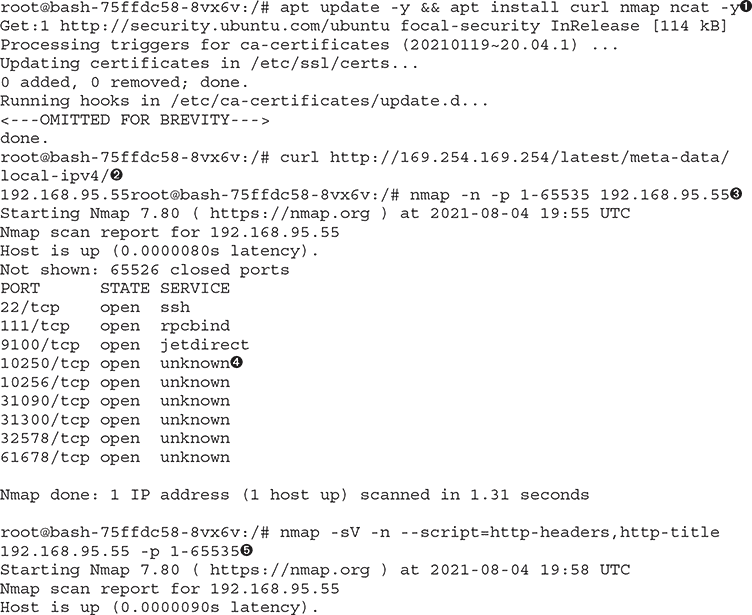 root@bash-75ffdc58-8vx6v:/# apt update -y && apt install curl nmap ncat -y❶
Get:1 http://security.ubuntu.com/ubuntu focal-security InRelease [114 kB]
Processing triggers for ca-certificates (20210119~20.04.1) ...
Updating certificates in /etc/ssl/certs...
0 added, 0 removed; done.
Running hooks in /etc/ca-certificates/update.d...
<---OMITTED FOR BREVITY--->
done.
root@bash-75ffdc58-8vx6v:/# curl http://169.254.169.254/latest/meta-data/
local-ipv4/❷
192.168.95.55root@bash-75ffdc58-8vx6v:/# nmap -n -p 1-65535 192.168.95.55❸
Starting Nmap 7.80 ( https://nmap.org ) at 2021-08-04 19:55 UTC
Nmap scan report for 192.168.95.55
Host is up (0.0000080s latency).
Not shown: 65526 closed ports
PORT      STATE SERVICE
22/tcp    open  ssh
111/tcp   open  rpcbind
9100/tcp  open  jetdirect
10250/tcp open  unknown❹
10256/tcp open  unknown
31090/tcp open  unknown
31300/tcp open  unknown
32578/tcp open  unknown
61678/tcp open  unknown
Nmap done: 1 IP address (1 host up) scanned in 1.31 seconds
root@bash-75ffdc58-8vx6v:/# nmap -sV -n --script=http-headers,http-title
192.168.95.55 -p 1-65535❺
Starting Nmap 7.80 ( https://nmap.org ) at 2021-08-04 19:58 UTC
Nmap scan report for 192.168.95.55
Host is up (0.0000090s latency).